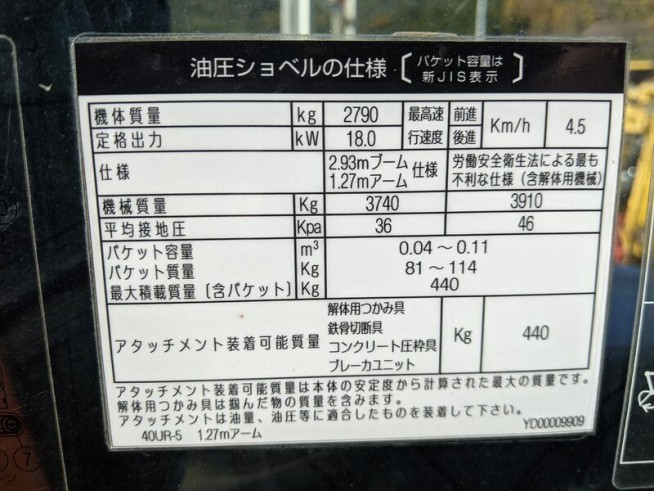 油圧ショベルの仕様 〔バケット容量は 新JIS表示〕
機体質量 kg 2790 最高速 前進 Km/h 4.5
定格出力 kW 18.0 行速度 後進
仕様 2.93mブーム 1.27mアーム 仕様 労働安全衛生法による最も 不利な仕様 (含解体用機械)
機械質量 Kg 3740 3910
平均接地圧 Kpa 36 46
バケット容量 m³ 0.04～0.11
バケット質量 Kg 81～114
最大積載質量〔含バケット〕 Kg 440
アタッチメント装着可能質量 解体用つかみ具 鉄骨切断具 コンクリート圧枠具 ブレーカユニット Kg 440
アタッチメント装着可能質量は本体の安定度から計算された最大の質量です。
解体用つかみ具は掴んだ物の質量を含みます。
アタッチメントは油量、油圧等に適合したものを装着して下さい。
40UR-5 1.27mアーム YD00009909
7